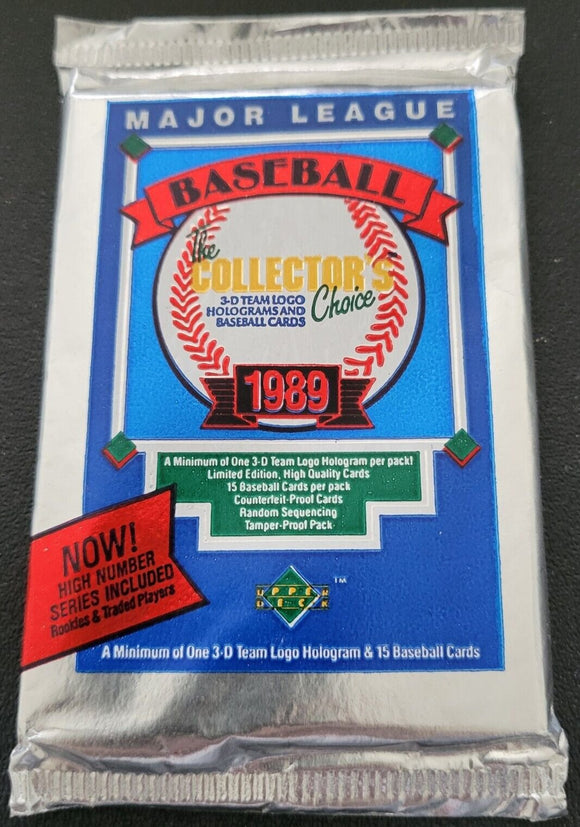 MAJOR LEAGUE
BASEBALL
The
COLLECTOR'S
Choice
3-D TEAM LOGO
HOLOGRAMS AND
BASEBALL CARDS
1989
A Minimum of One 3-D Team Logo Hologram per pack!
Limited Edition, High Quality Cards
15 Baseball Cards per pack
Counterfeit-Proof Cards
Random Sequencing
Tamper-Proof Pack
NOW!
HIGH NUMBER
SERIES INCLUDED
Rookies & Traded Players
UPPER
DECK
TM
A Minimum of One 3-D Team Logo Hologram & 15 Baseball Cards